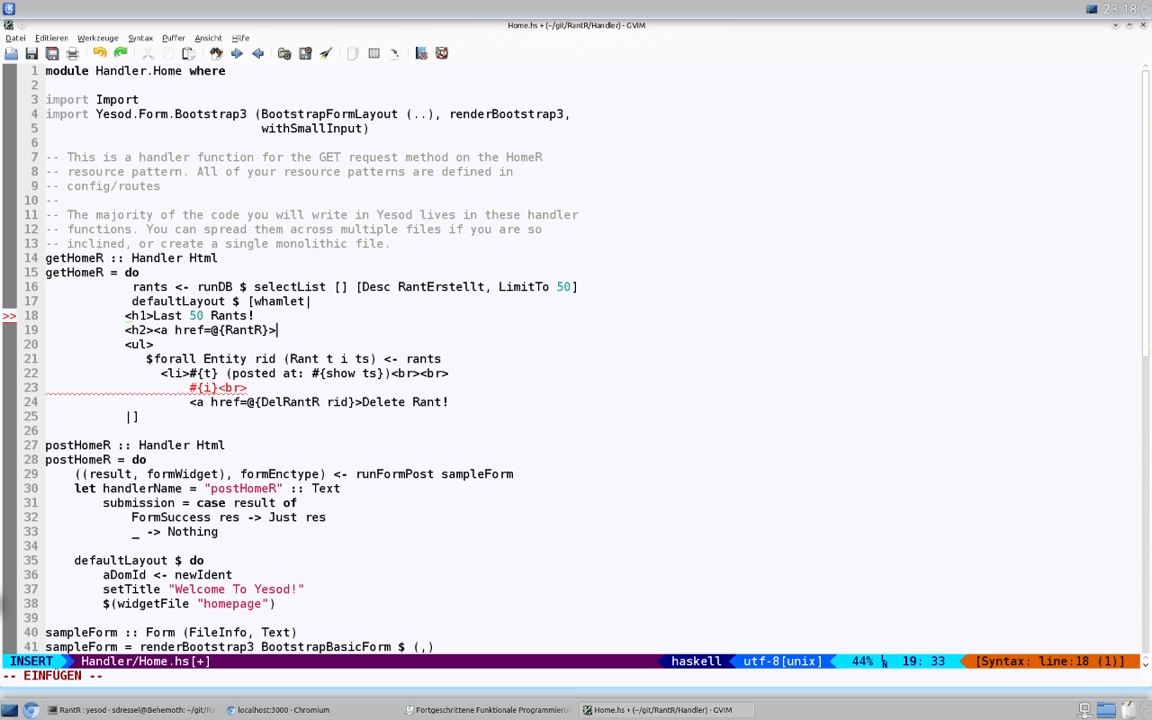 23:18
Home.hs + (~/git/RantR/Handler) - GVIM
Datei Editieren Werkzeuge Syntax Puffer Ansicht Hilfe
1 module Handler.Home where
2
3 import Import
4 import Yesod.Form.Bootstrap3 (BootstrapFormLayout (..), renderBootstrap3,
5 withSmallInput)
6
7 -- This is a handler function for the GET request method on the HomeR
8 -- resource pattern. All of your resource patterns are defined in
9 -- config/routes
10 --
11 -- The majority of the code you will write in Yesod lives in these handler
12 -- functions. You can spread them across multiple files if you are so
13 -- inclined, or create a single monolithic file.
14 getHomeR :: Handler Html
15 getHomeR = do
16 rants <- runDB $ selectList [] [Desc RantErstellt, LimitTo 50]
17 defaultLayout $ [whamlet|
>> 18 <h1>Last 50 Rants!
19 <h2><a href=@{RantR}>
20 <ul>
21 $forall Entity rid (Rant t i ts) <- rants
22 <li>#{t} (posted at: #{show ts})<br><br>
23 #{i}<br>
24 <a href=@{DelRantR rid}>Delete Rant!
25 |]
26
27 postHomeR :: Handler Html
28 postHomeR = do
29 ((result, formWidget), formEnctype) <- runFormPost sampleForm
30 let handlerName = "postHomeR" :: Text
31 submission = case result of
32 FormSuccess res -> Just res
33 _ -> Nothing
34
35 defaultLayout $ do
36 aDomId <- newIdent
37 setTitle "Welcome To Yesod!"
38 $(widgetFile "homepage")
39
40 sampleForm :: Form (FileInfo, Text)
41 sampleForm = renderBootstrap3 BootstrapBasicForm $ (,)
INSERT Handler/Home.hs[+] haskell utf-8[unix] 44% 19: 33 [Syntax: line:18 (1)]
-- EINFÜGEN --
RantR : yesod - sdressel@Behemoth: ~/git/Ra localhost:3000 - Chromium Fortgeschrittene Funktionale Programmierun Home.hs + (~/git/RantR/Handler) - GVIM